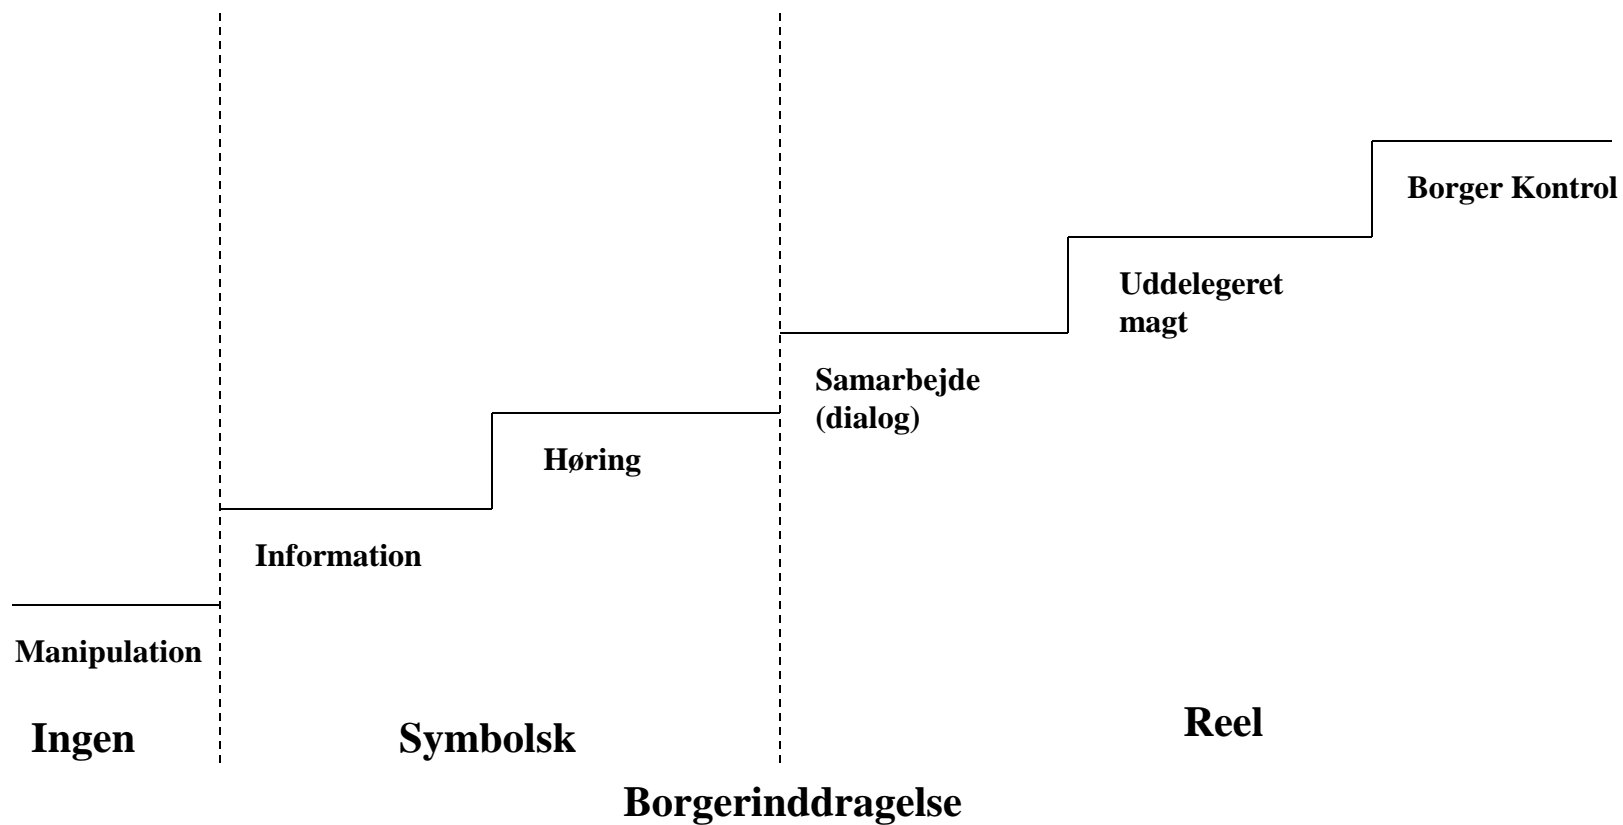 Borger Kontrol
Uddelegeret
magt
Samarbejde
(dialog)
Høring
Information
Manipulation
Ingen
Symbolsk
Reel
Borgerinddragelse